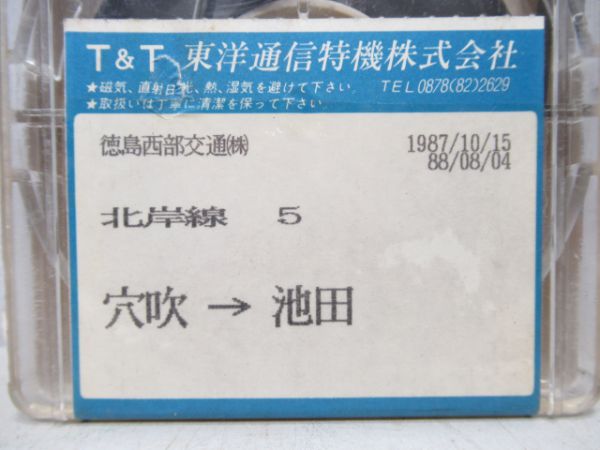 T&T 東洋通信特機株式会社
★磁気、直射日光、熱、湿気を避けて下さい。 TEL0878(82)2629
★取扱いは丁寧に清潔を保って下さい。
徳島西部交通㈱ 1987/10/15
88/08/04
北岸線 5
穴吹 → 池田